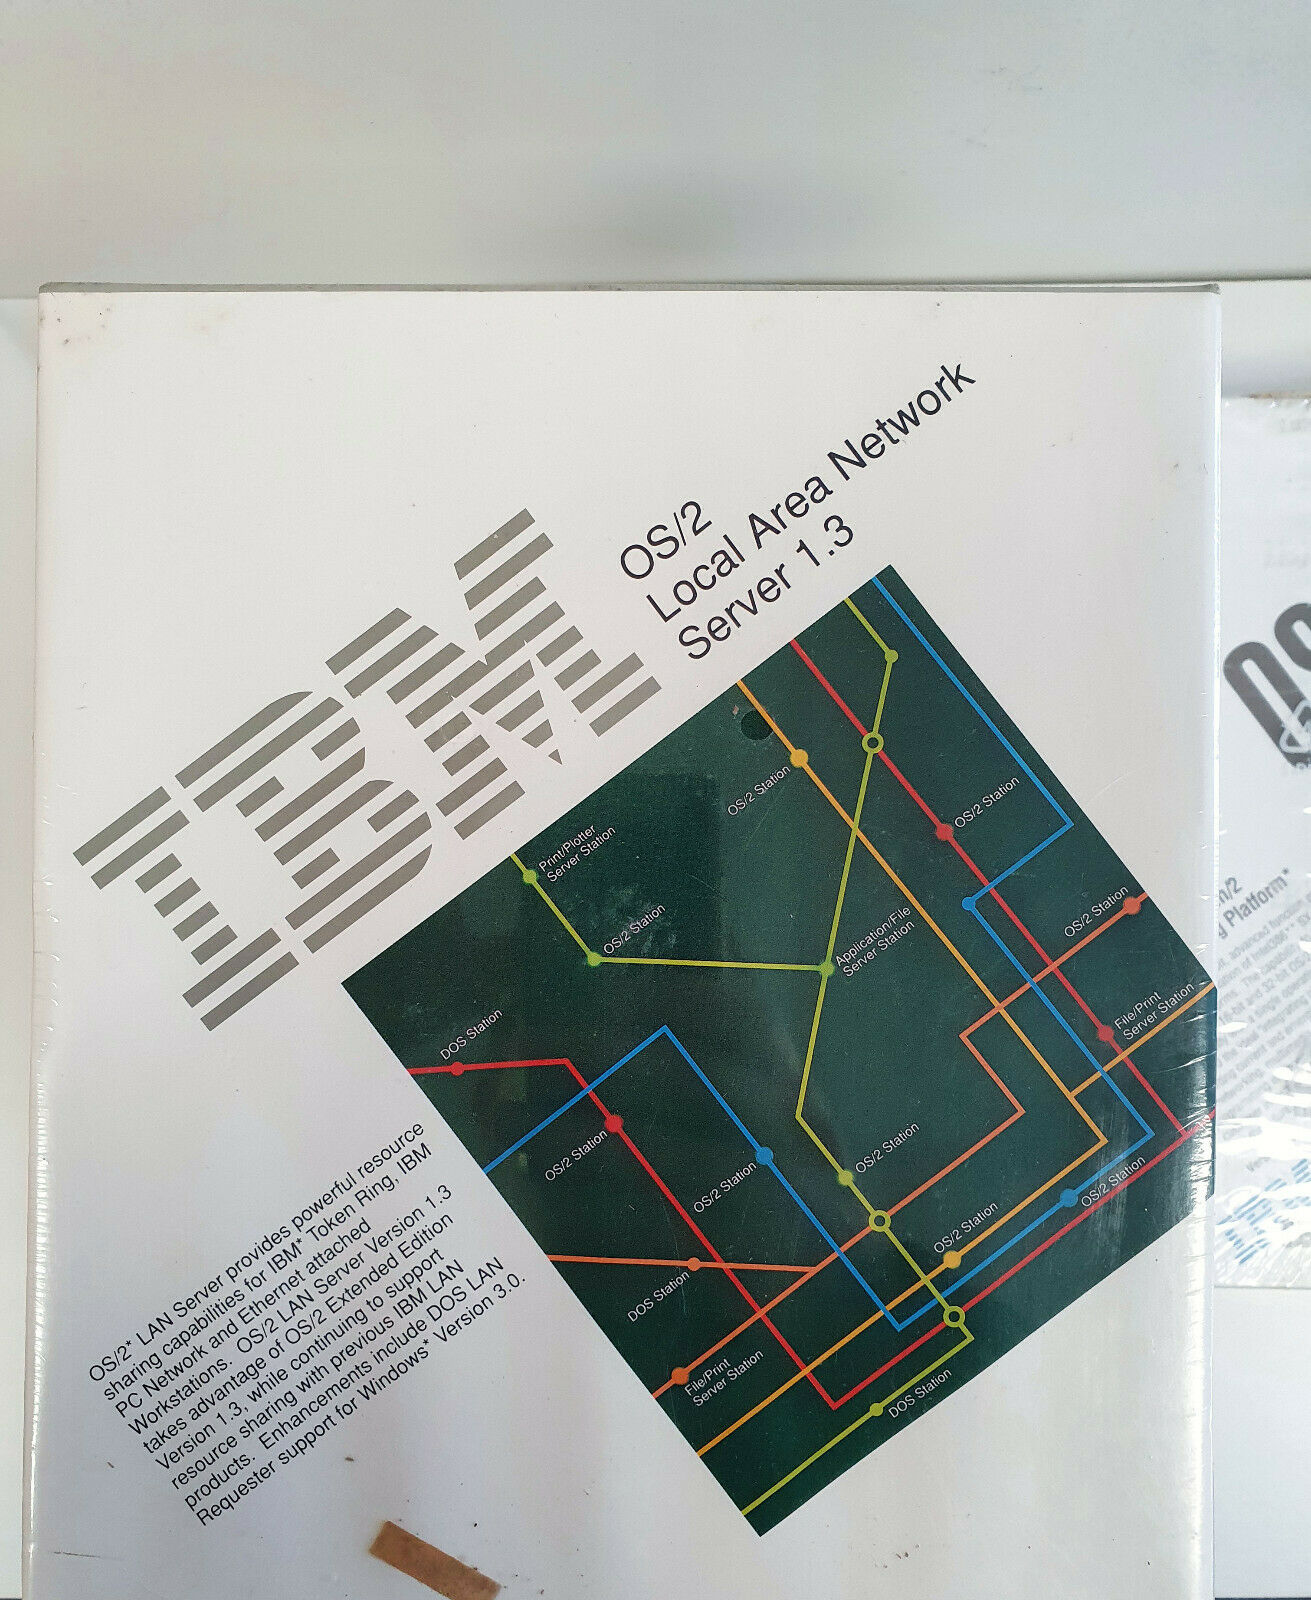 IBM
OS/2
Local Area Network
Server 1.3
OS/2* LAN Server provides powerful resource
sharing capabilities for IBM* Token Ring, IBM
PC Network and Ethernet attached
Workstations. OS/2 LAN Server Version 1.3
takes advantage of OS/2 Extended Edition
Version 1.3, while continuing to support
resource sharing with previous IBM LAN
products. Enhancements include DOS LAN
Requester support for Windows* Version 3.0.
OS/2 Station
OS/2 Station
Print/Plotter
Server Station
OS/2 Station
Application/File
Server Station
OS/2 Station
File/Print
Server Station
DOS Station
OS/2 Station
OS/2 Station
OS/2 Station
OS/2 Station
OS/2 Station
DOS Station
File/Print
Server Station
DOS Station
Platform*